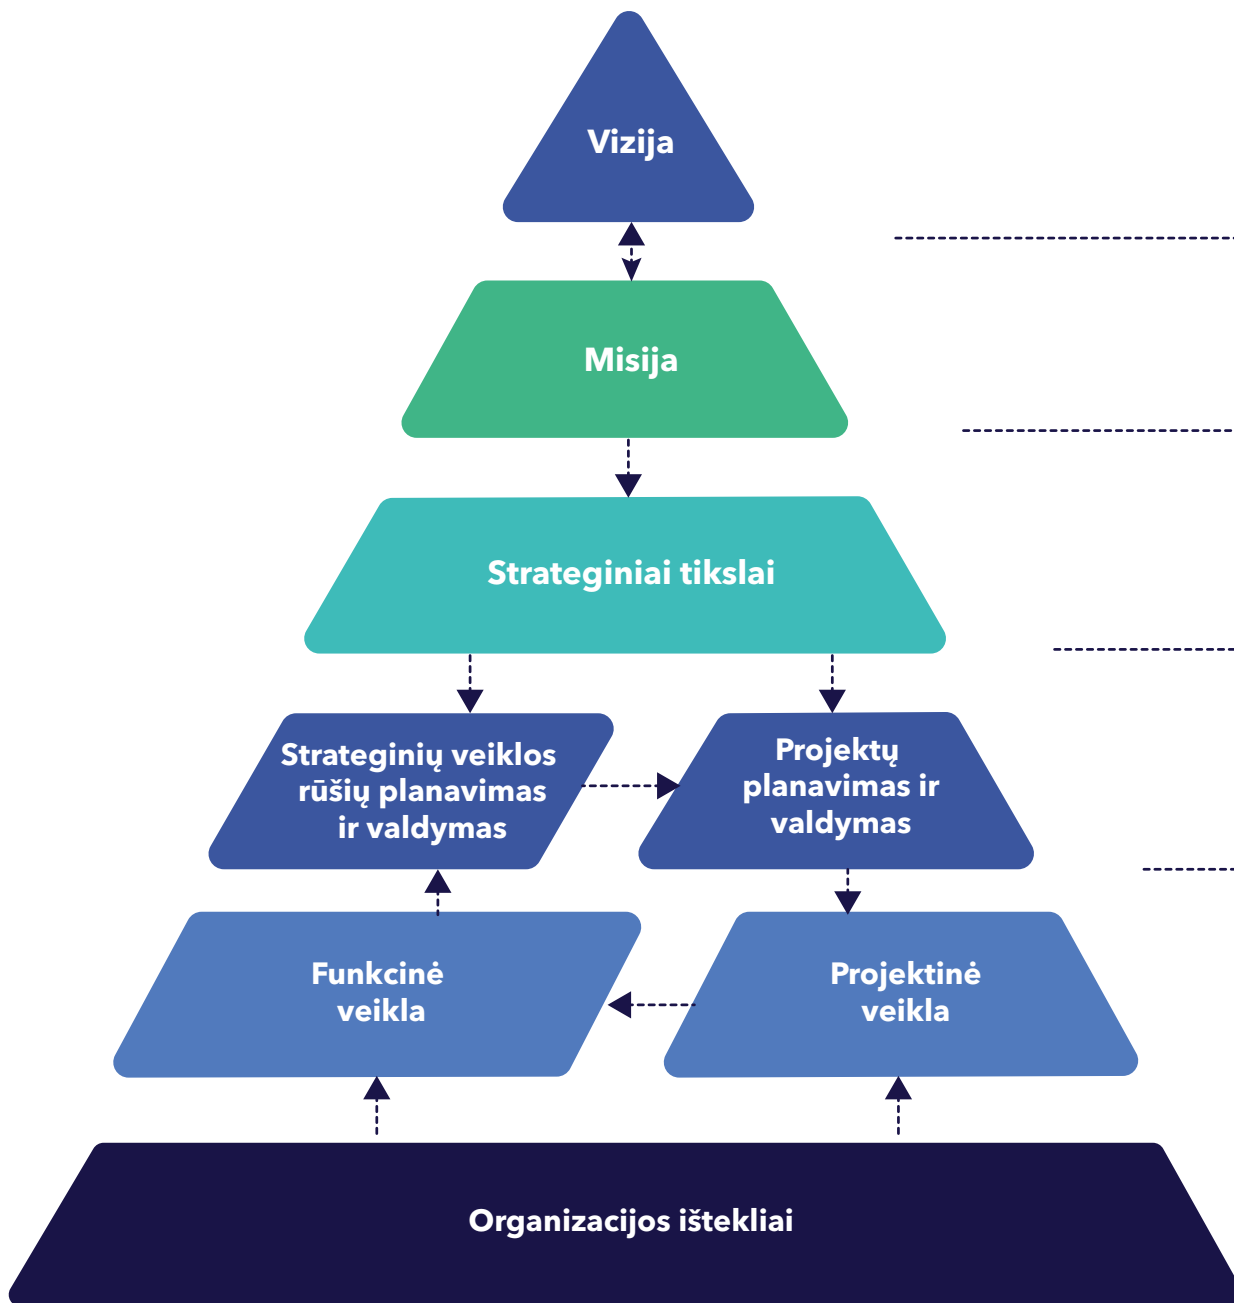 Vizija
Misija
Strateginiai tikslai
Strateginių veiklos
rūšių planavimas
ir valdymas
Projektų
planavimas ir
valdymas
Funkcinė
veikla
Projektinė
veikla
Organizacijos ištekliai